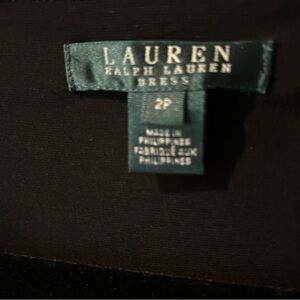 LAUREN
RALPH LAUREN
DRESS
2P
MADE IN
PHILIPPINES
FABRIQUÉ AUX
PHILIPPINES